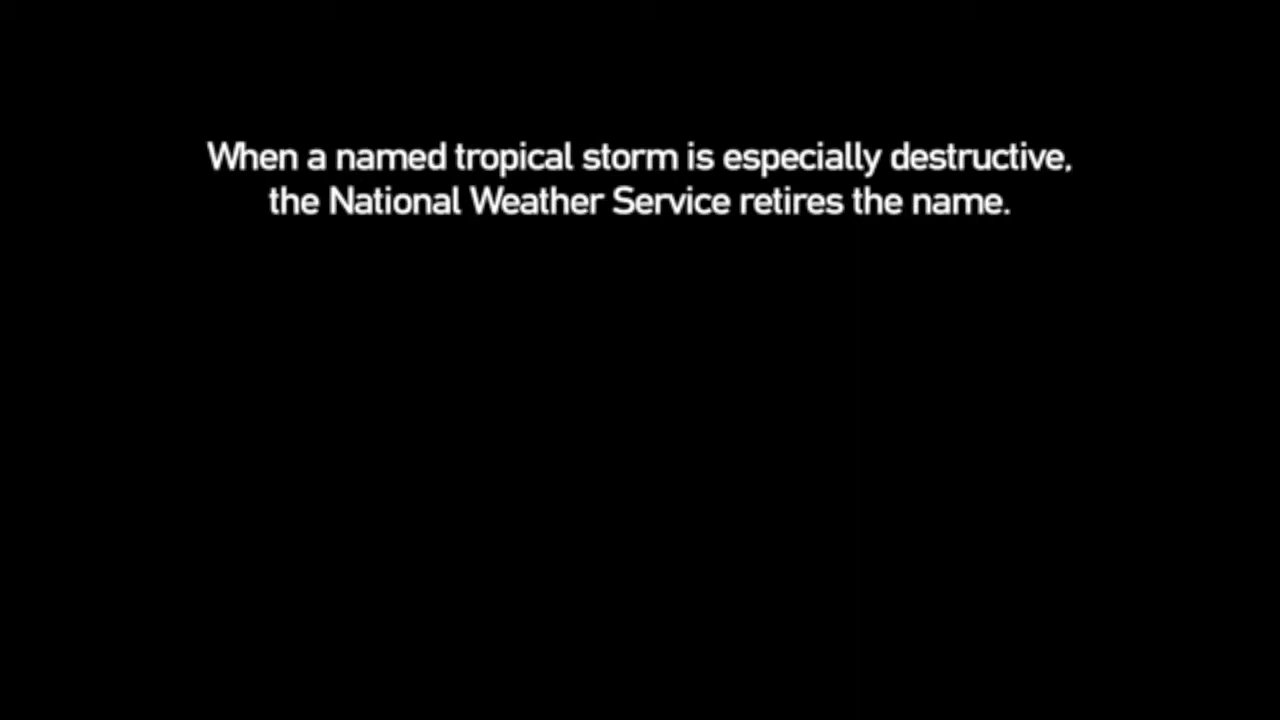 When a named tropical storm is especially destructive,
the National Weather Service retires the name.